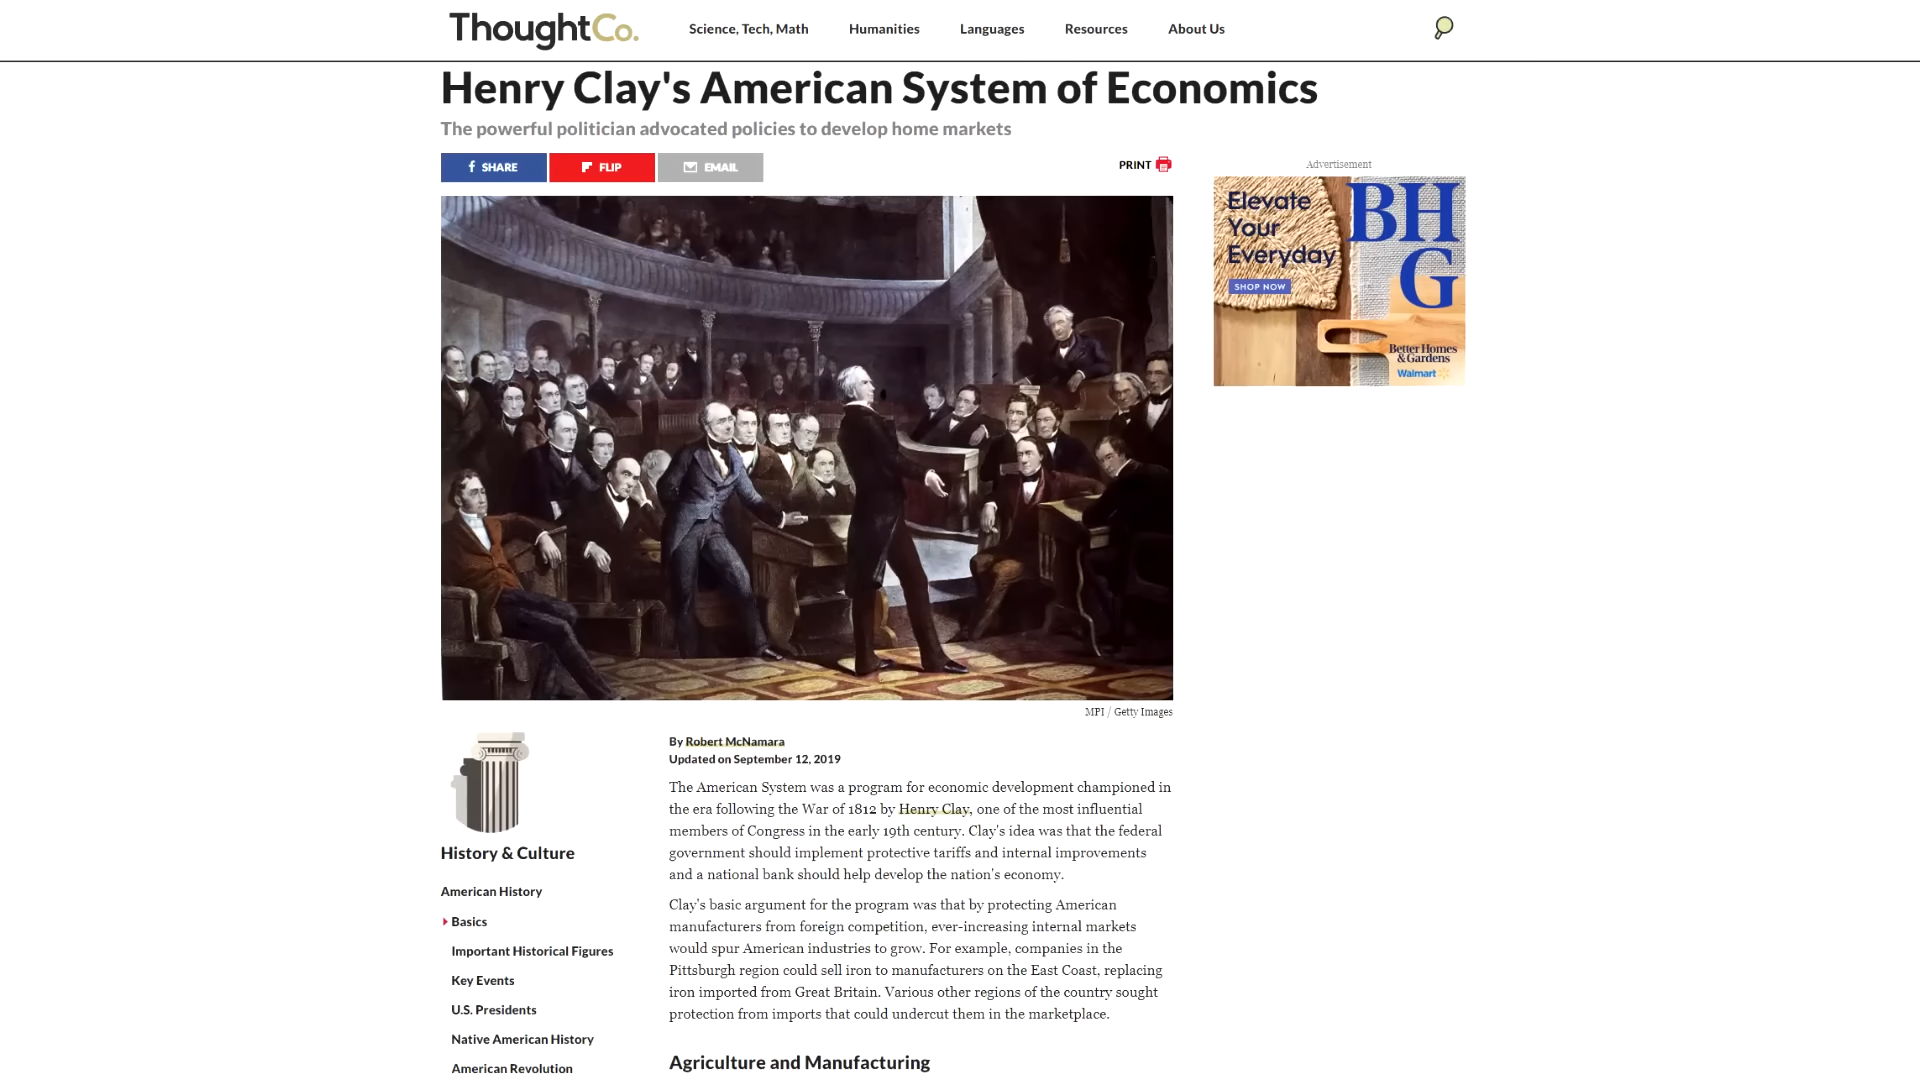 ThoughtCo.
Science, Tech, Math
Humanities
Languages
Resources
About Us
Henry Clay's American System of Economics
The powerful politician advocated policies to develop home markets
SHARE
FLIP
EMAIL
PRINT
Advertisement
Elevate
Your
Everyday
SHOP NOW
BH
G
Better Homes
& Gardens
Walmart
MPI / Getty Images
By Robert McNamara
Updated on September 12, 2019
The American System was a program for economic development championed in
the era following the War of 1812 by Henry Clay, one of the most influential
members of Congress in the early 19th century. Clay's idea was that the federal
government should implement protective tariffs and internal improvements
and a national bank should help develop the nation's economy.
Clay's basic argument for the program was that by protecting American
manufacturers from foreign competition, ever-increasing internal markets
would spur American industries to grow. For example, companies in the
Pittsburgh region could sell iron to manufacturers on the East Coast, replacing
iron imported from Great Britain. Various other regions of the country sought
protection from imports that could undercut them in the marketplace.
Agriculture and Manufacturing
History & Culture
American History
Basics
Important Historical Figures
Key Events
U.S. Presidents
Native American History
American Revolution